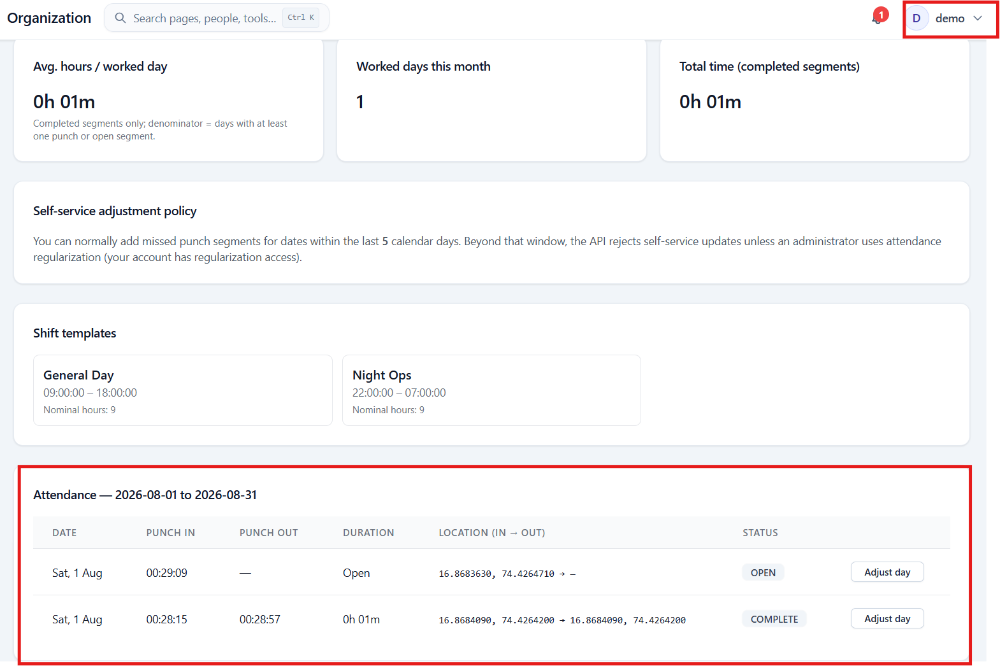 Organization
Search pages, people, tools... Ctrl K
1
D demo
Avg. hours / worked day
0h 01m
Completed segments only; denominator = days with at least
one punch or open segment.
Worked days this month
1
Total time (completed segments)
0h 01m
Self-service adjustment policy
You can normally add missed punch segments for dates within the last 5 calendar days. Beyond that window, the API rejects self-service updates unless an administrator uses attendance
regularization (your account has regularization access).
Shift templates
General Day
09:00:00 – 18:00:00
Nominal hours: 9
Night Ops
22:00:00 – 07:00:00
Nominal hours: 9
Attendance — 2026-08-01 to 2026-08-31
DATE PUNCH IN PUNCH OUT DURATION LOCATION (IN → OUT) STATUS
Sat, 1 Aug 00:29:09 — Open 16.8683630, 74.4264710 → — OPEN Adjust day
Sat, 1 Aug 00:28:15 00:28:57 0h 01m 16.8684090, 74.4264200 → 16.8684090, 74.4264200 COMPLETE Adjust day